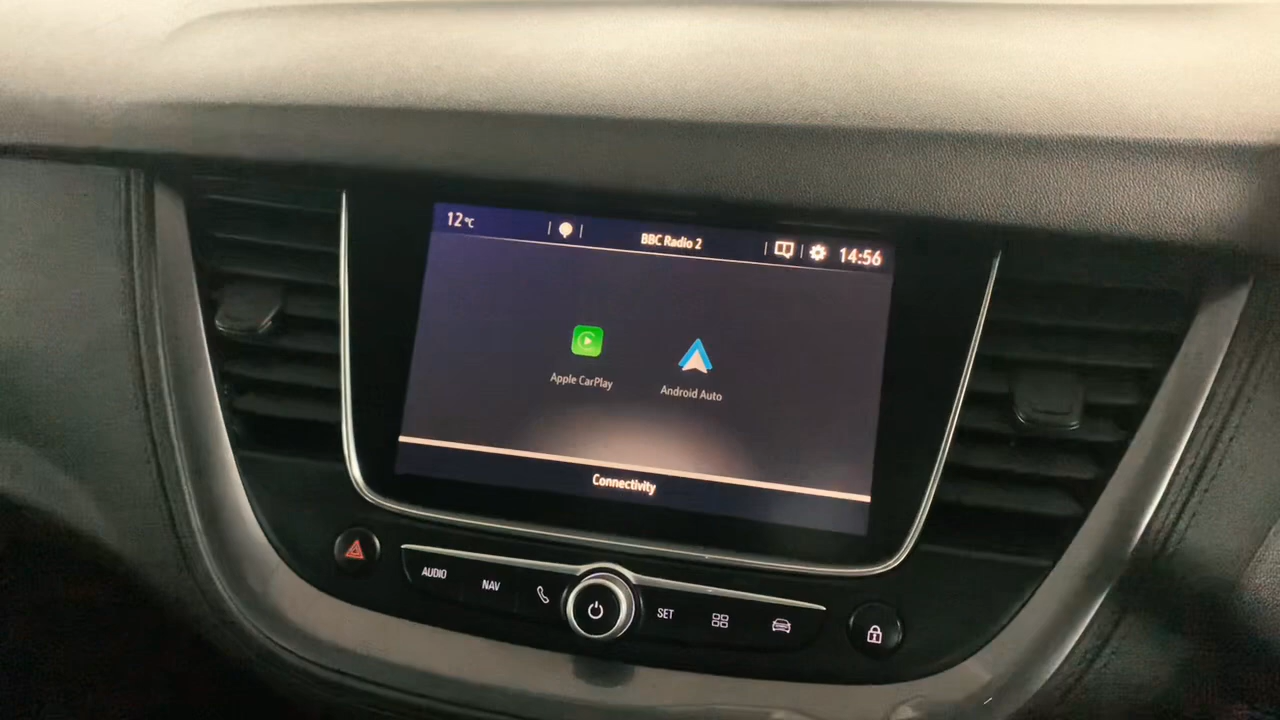 12°C
BBC Radio 2
14:56
Apple CarPlay
Android Auto
Connectivity
AUDIO
NAV
SET